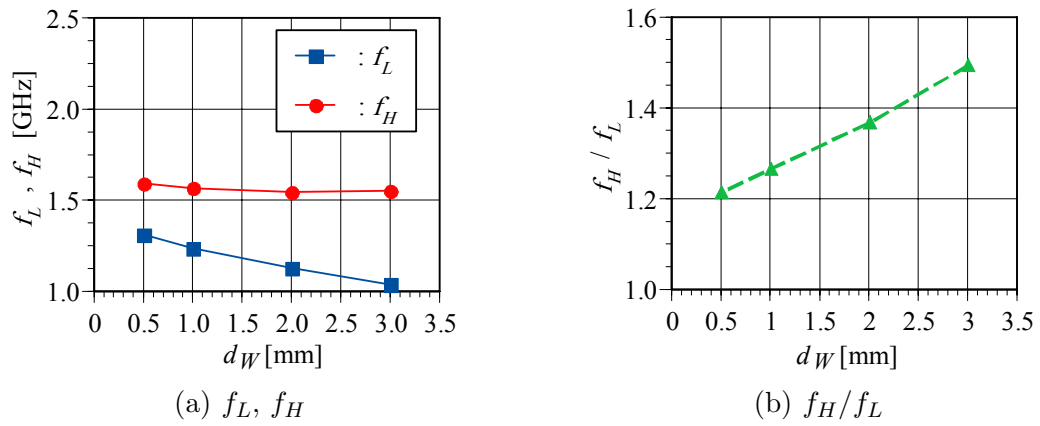 2.5
2.0
1.5
1.0
f_L , f_H [GHz]
: f_L
: f_H
0 0.5 1.0 1.5 2.0 2.5 3.0 3.5
d_W [mm]
(a) f_L, f_H
1.6
1.4
1.2
1.0
f_H / f_L
0 0.5 1 1.5 2 2.5 3 3.5
d_W [mm]
(b) f_H/f_L